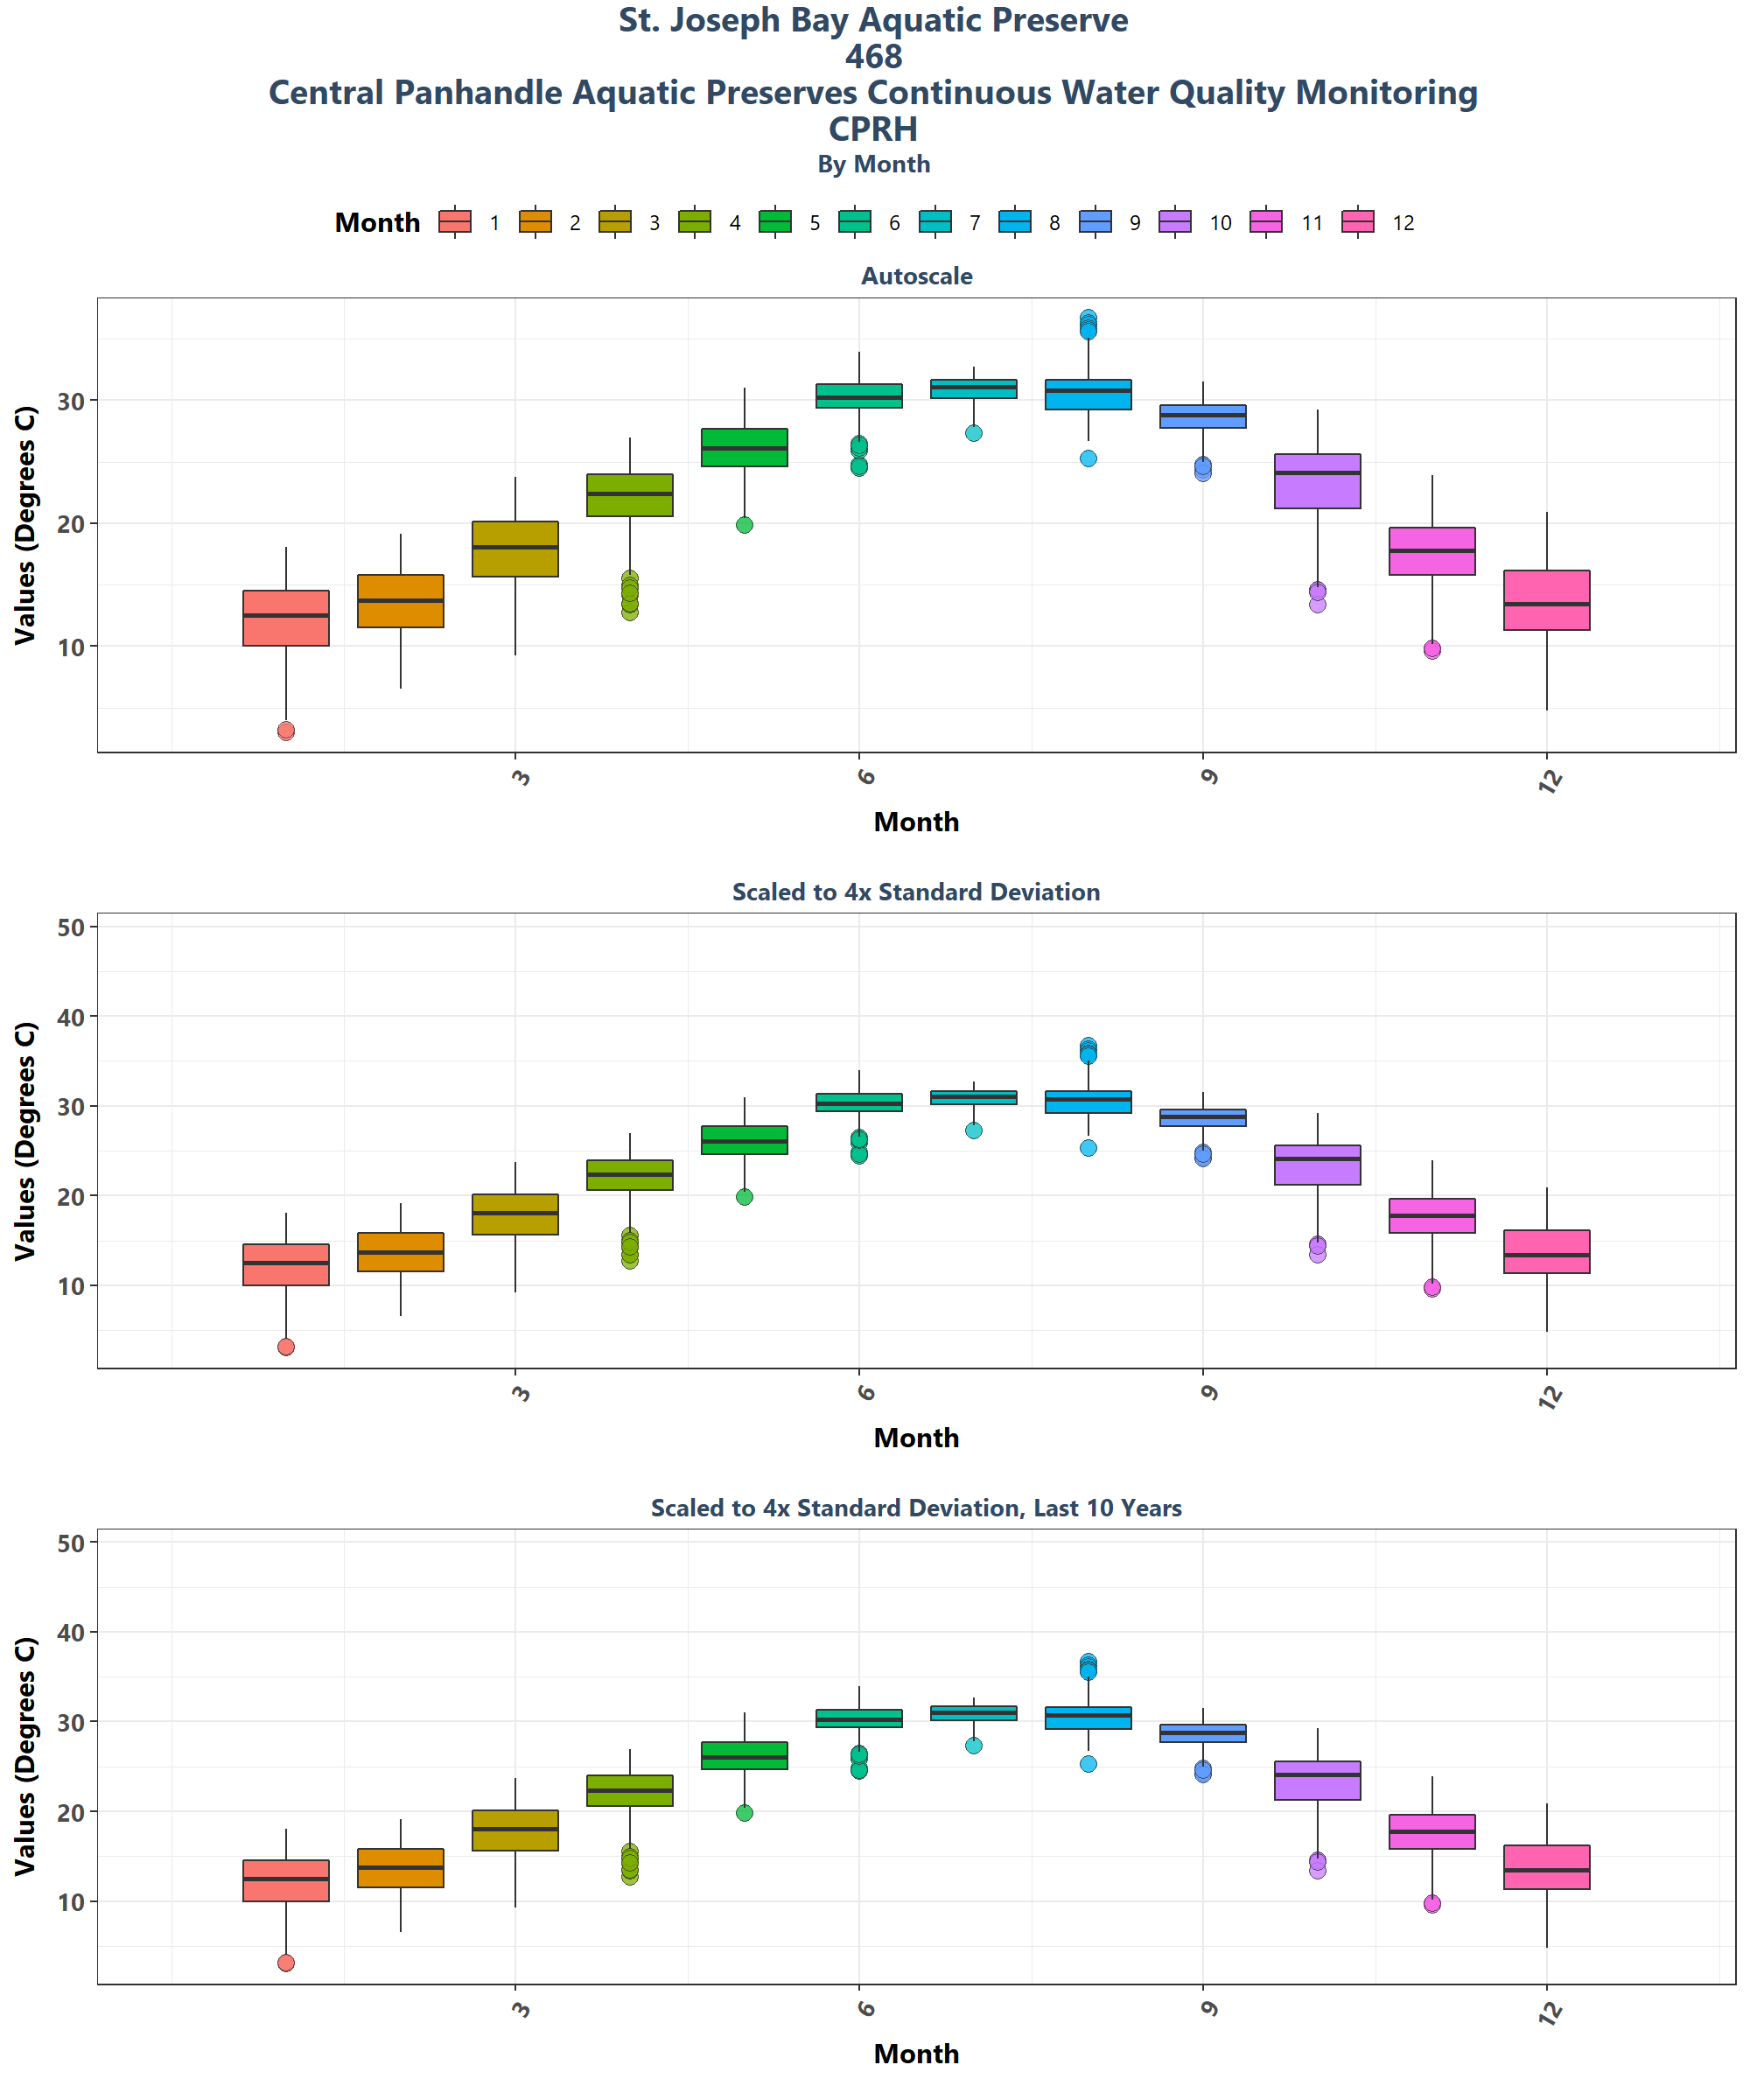 St. Joseph Bay Aquatic Preserve
468
Central Panhandle Aquatic Preserves Continuous Water Quality Monitoring
CPRH
By Month
Month 1 2 3 4 5 6 7 8 9 10 11 12
Autoscale
Values (Degrees C)
30
20
10
3 6 9 12
Month
Scaled to 4x Standard Deviation
Values (Degrees C)
50
40
30
20
10
3 6 9 12
Month
Scaled to 4x Standard Deviation, Last 10 Years
Values (Degrees C)
50
40
30
20
10
3 6 9 12
Month